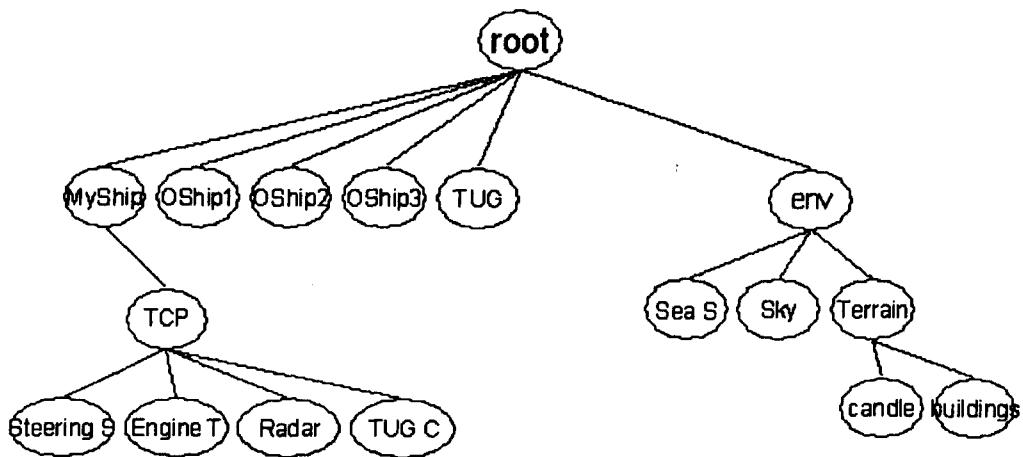 root
MyShip OShip1 OShip2 OShip3 TUG env
TCP Sea S Sky Terrain
Steering S Engine T Radar TUG C candle buildings